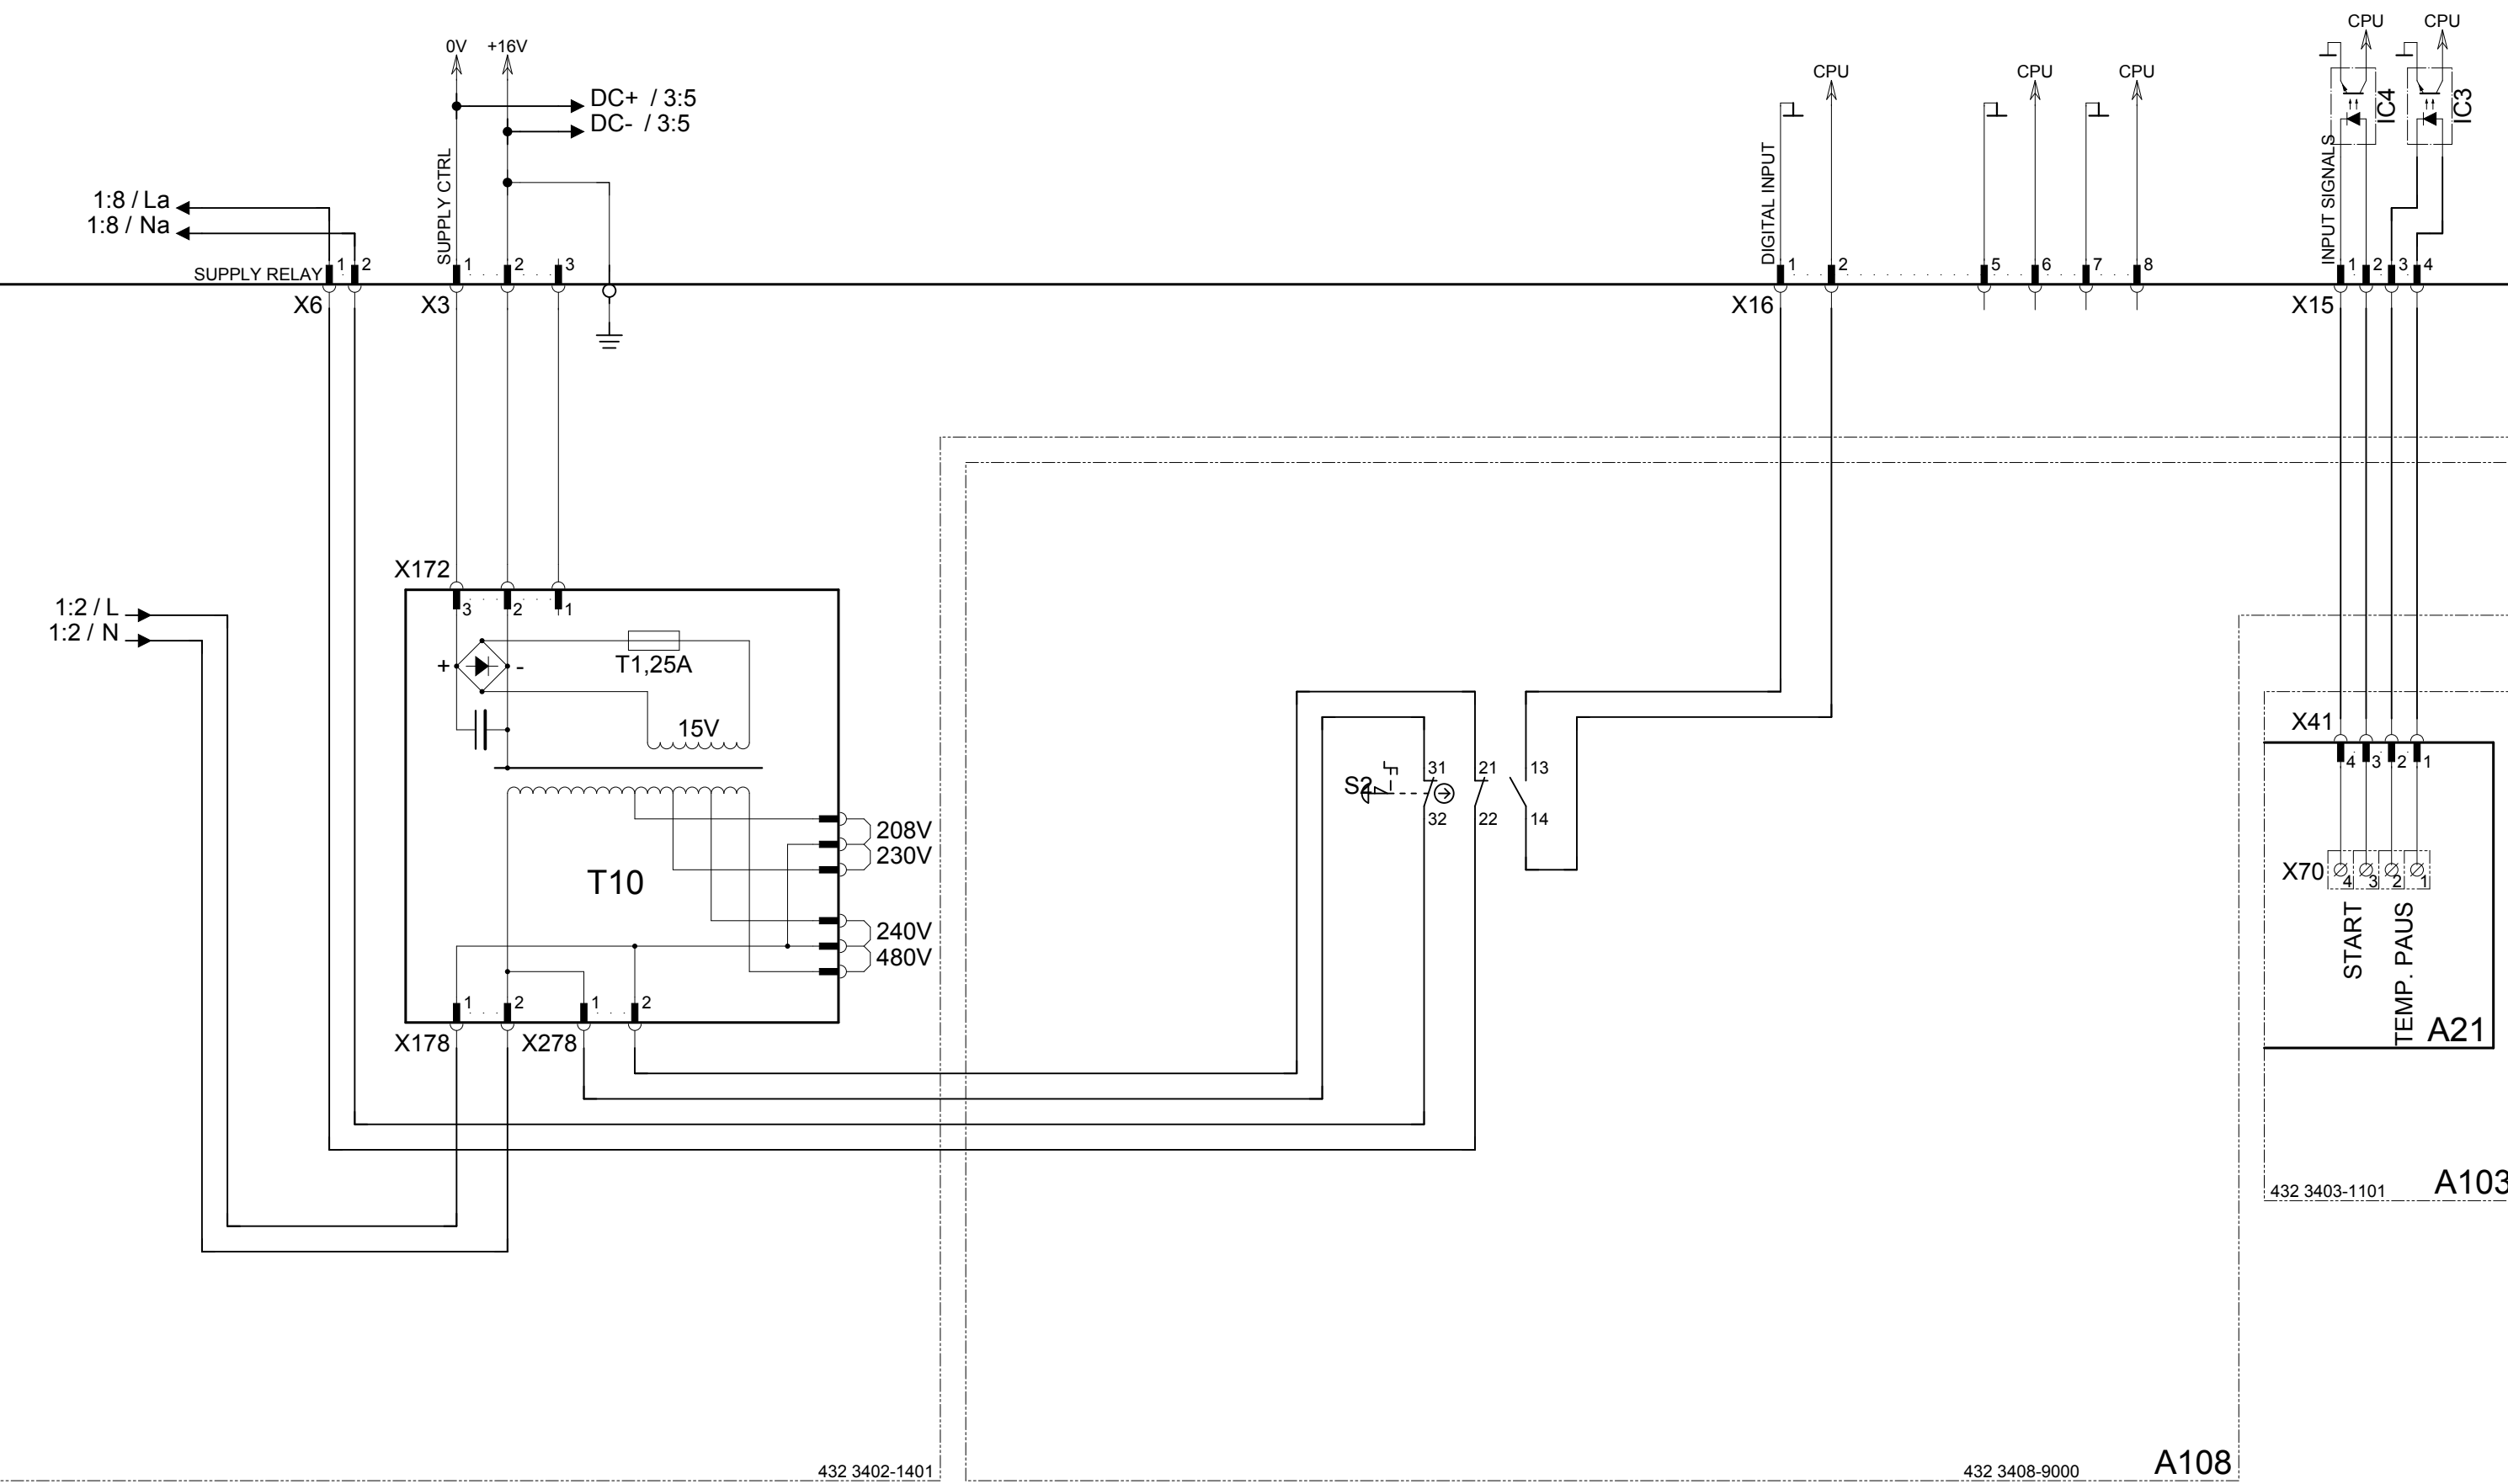 CPU CPU
0V +16V
CPU CPU CPU
DC+ / 3:5
DC- / 3:5
IC4 IC3
SUPPLY CTRL
DIGITAL INPUT
INPUT SIGNALS
1:8 / La
1:8 / Na
SUPPLY RELAY 1 2 1 2 3 1 2 5 6 7 8 1 2 3 4
X6 X3 X16 X15
X172
3 2 1
1:2 / L
1:2 / N
+ -
T1,25A
15V
X41
4 3 2 1
S2
31 21 13
32 22 14
208V
230V
T10
X70 4 3 2 1
240V
480V
START
TEMP. PAUS
1 2 1 2
X178 X278
A21
432 3403-1101 A103
432 3402-1401
432 3408-9000 A108